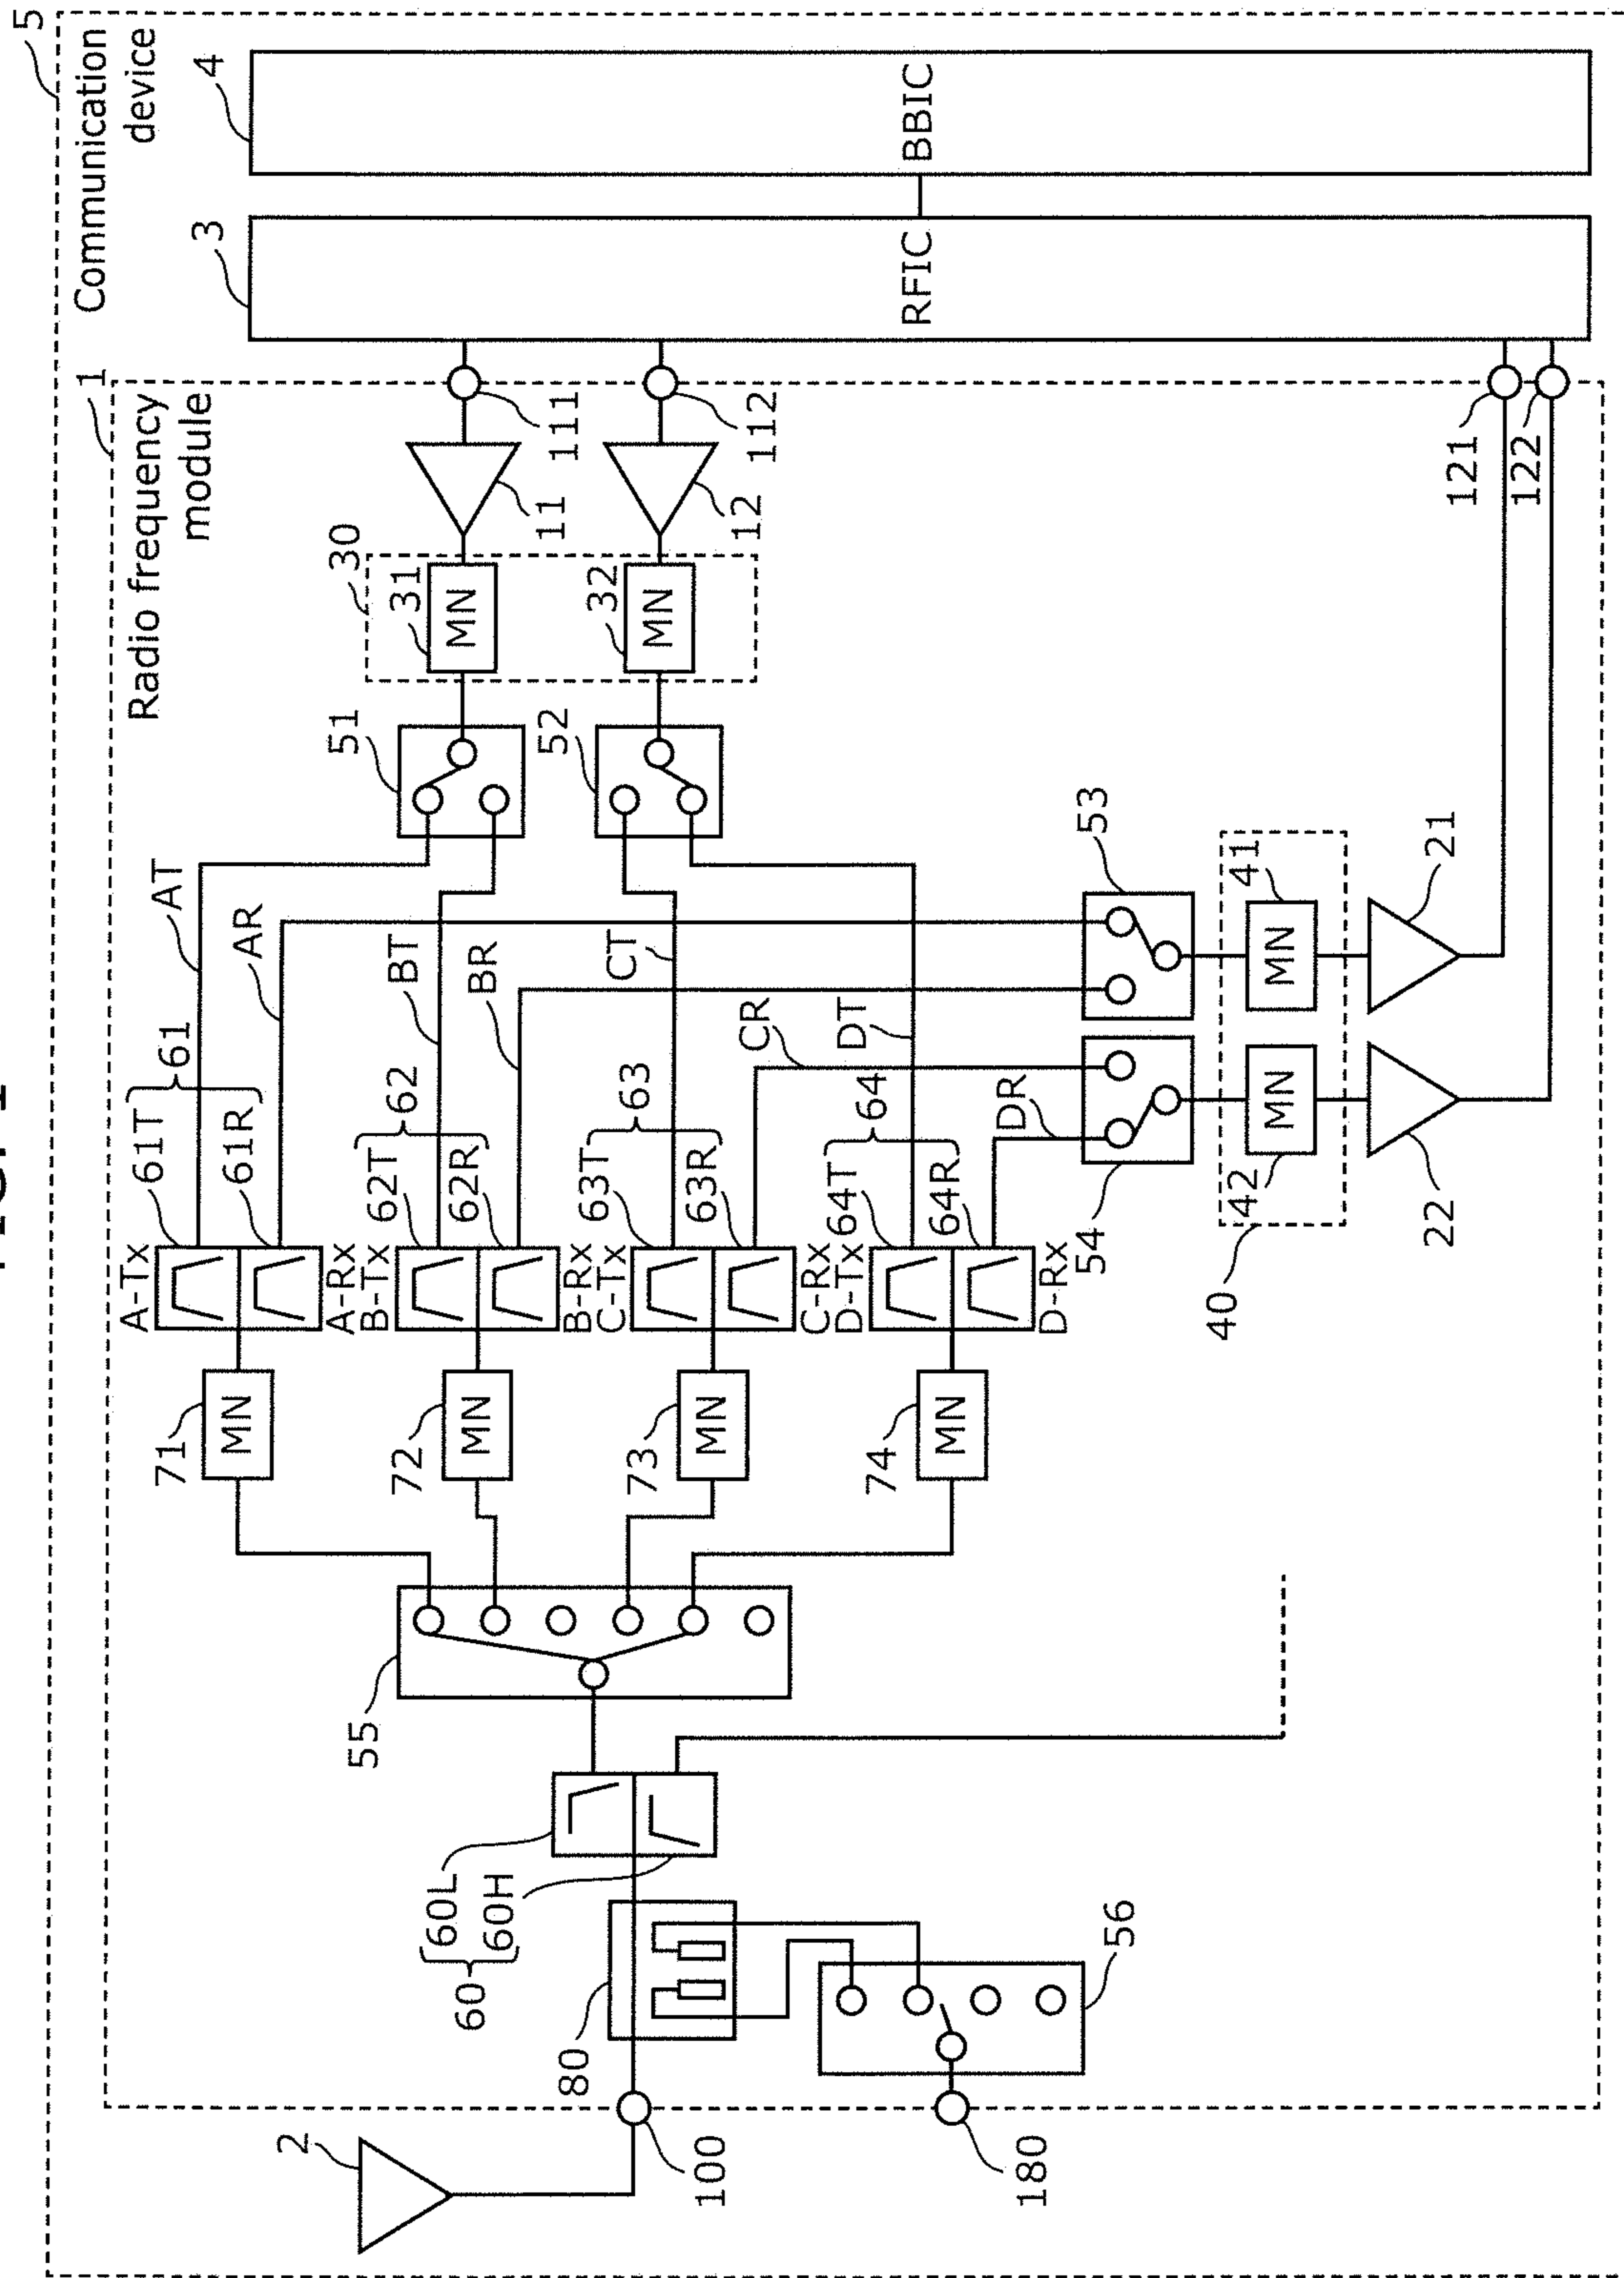 5
Communication
device
1
Radio frequency
module
4
BBIC
3
RFIC
111
112
121
122
11
12
30
31
MN
32
MN
51
52
53
54
AT
AR
BT
BR
CT
CR
DT
DR
41
MN
42
MN
40
21
22
61
61T
61R
62
62T
62R
63
63T
63R
64
64T
64R
A-Tx
A-Rx
B-Tx
B-Rx
C-Tx
C-Rx
D-Tx
D-Rx
71
MN
72
MN
73
MN
74
MN
55
60L
60H
60
80
56
2
100
180